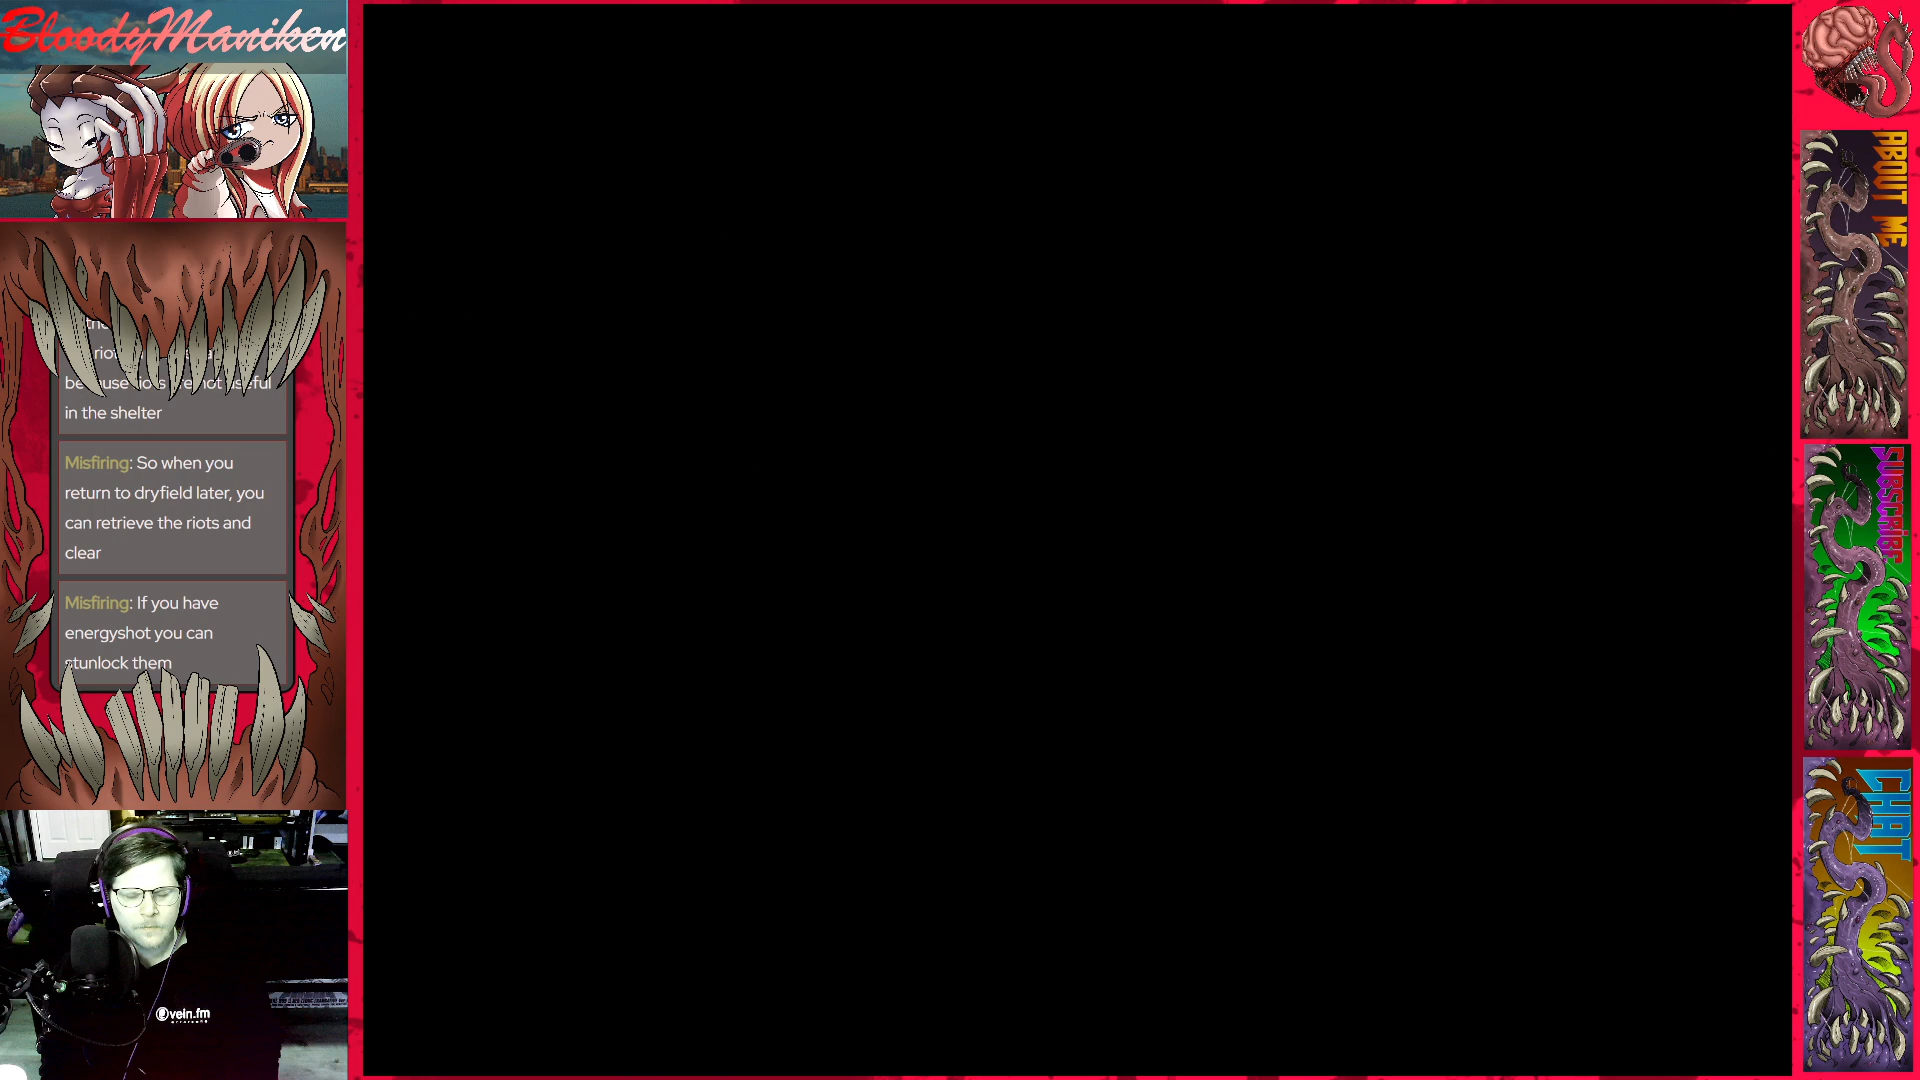 BloodyManiken
in the shelter
Misfiring: So when you
return to dryfield later, you
can retrieve the riots and
clear
Misfiring: If you have
energyshot you can
stunlock them
vein.fm
ABOUT ME
SUBSCRIBE
CHAT